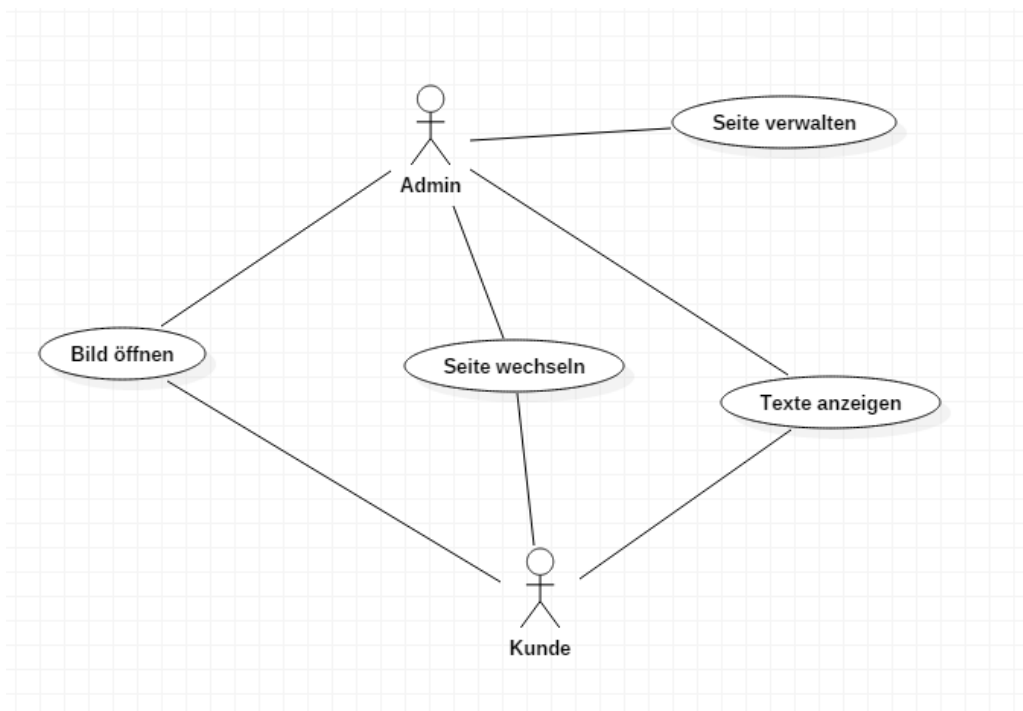 Seite verwalten
Admin
Bild öffnen
Seite wechseln
Texte anzeigen
Kunde